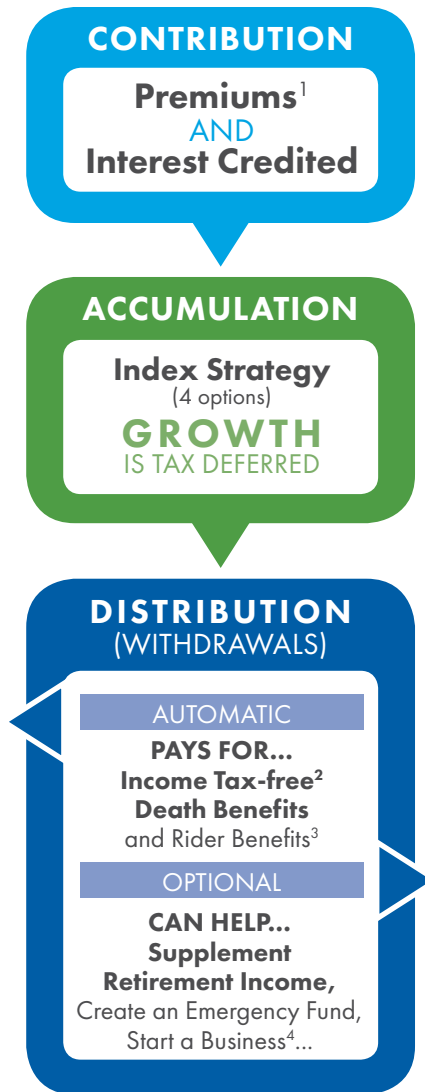 CONTRIBUTION
Premiums¹
AND
Interest Credited
ACCUMULATION
Index Strategy
(4 options)
GROWTH
IS TAX DEFERRED
DISTRIBUTION
(WITHDRAWALS)
AUTOMATIC
PAYS FOR...
Income Tax-free²
Death Benefits
and Rider Benefits³
OPTIONAL
CAN HELP...
Supplement
Retirement Income,
Create an Emergency Fund,
Start a Business⁴...